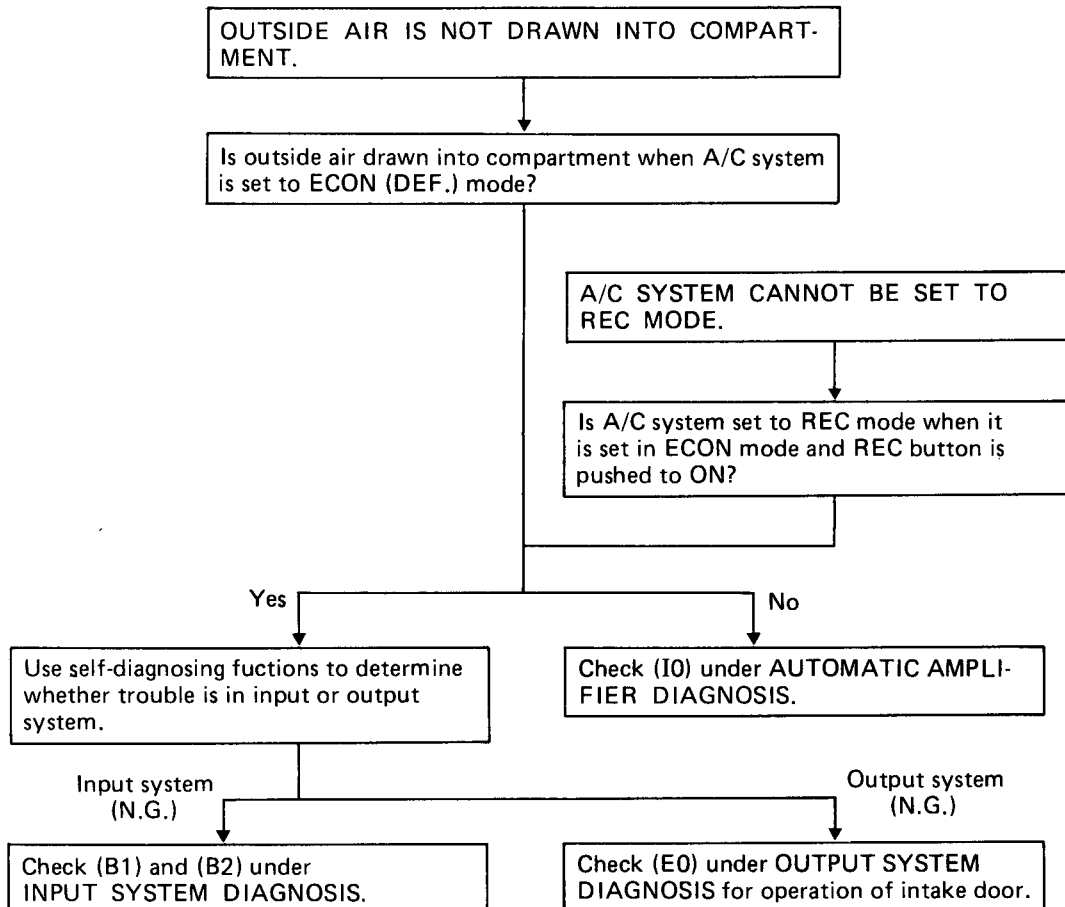 OUTSIDE AIR IS NOT DRAWN INTO COMPART-
MENT.
Is outside air drawn into compartment when A/C system
is set to ECON (DEF.) mode?
A/C SYSTEM CANNOT BE SET TO
REC MODE.
Is A/C system set to REC mode when it
is set in ECON mode and REC button is
pushed to ON?
Yes
No
Use self-diagnosing fuctions to determine
whether trouble is in input or output
system.
Check (I0) under AUTOMATIC AMPLI-
FIER DIAGNOSIS.
Input system
(N.G.)
Output system
(N.G.)
Check (B1) and (B2) under
INPUT SYSTEM DIAGNOSIS.
Check (E0) under OUTPUT SYSTEM
DIAGNOSIS for operation of intake door.